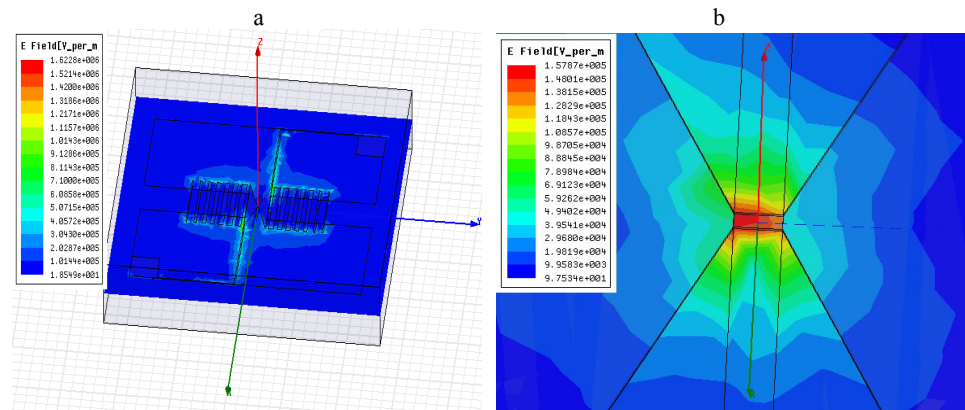 a
b
E Field[V_per_m
1.6228e+006
1.5214e+006
1.4200e+006
1.3186e+006
1.2171e+006
1.1157e+006
1.0143e+006
9.1286e+005
8.1143e+005
7.1000e+005
6.0858e+005
5.0715e+005
4.0572e+005
3.0430e+005
2.0287e+005
1.0144e+005
1.8549e+001
Z
Y
E Field[V_per_m
1.5787e+005
1.4801e+005
1.3815e+005
1.2829e+005
1.1843e+005
1.0857e+005
9.8705e+004
8.8845e+004
7.8984e+004
6.9123e+004
5.9262e+004
4.9402e+004
3.9541e+004
2.9680e+004
1.9819e+004
9.9583e+003
9.7534e+001
Z